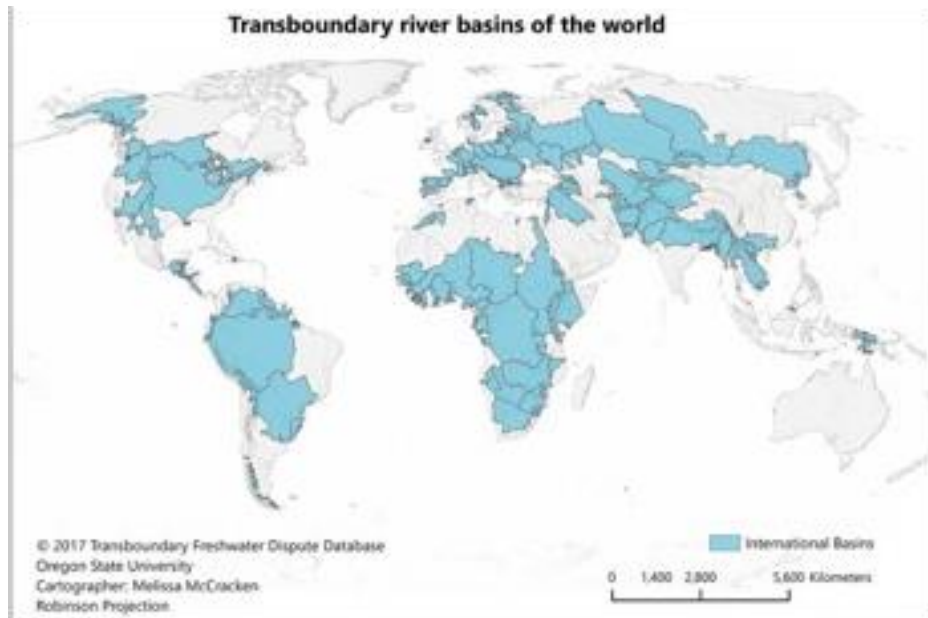 Transboundary river basins of the world
© 2017 Transboundary Freshwater Dispute Database
Oregon State University
Cartographer: Melissa McCracken
Robinson Projection
International Basins
0 1,400 2,800 5,600 Kilometers